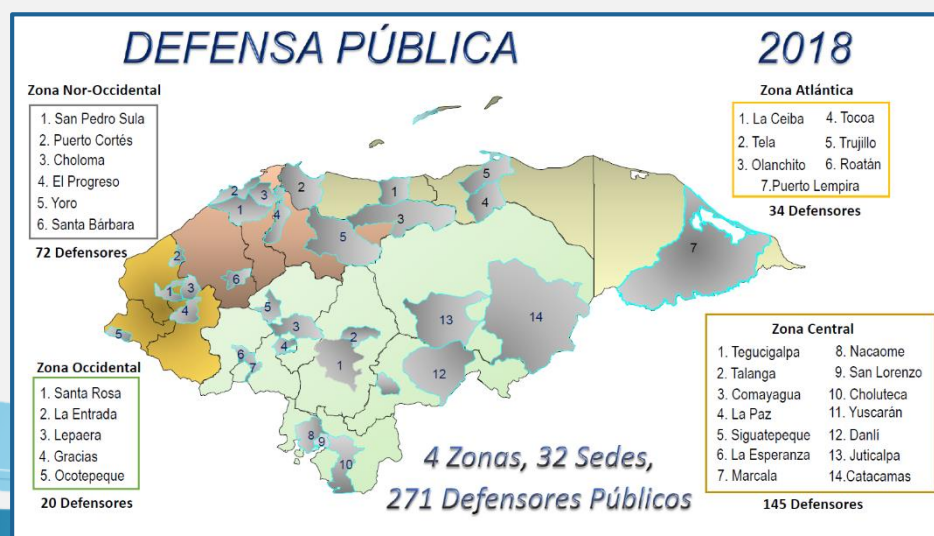 DEFENSA PÚBLICA 2018
Zona Nor-Occidental
1. San Pedro Sula
2. Puerto Cortés
3. Choloma
4. El Progreso
5. Yoro
6. Santa Bárbara
72 Defensores
Zona Atlántica
1. La Ceiba 4. Tocoa
2. Tela 5. Trujillo
3. Olanchito 6. Roatán
7.Puerto Lempira
34 Defensores
2 3 2 1 5
1 4 3 4
5 7
2 6
1 3 5
4 3 13 14
5 4 2
6 1 12
7
8 9
10
Zona Occidental
1. Santa Rosa
2. La Entrada
3. Lepaera
4. Gracias
5. Ocotepeque
20 Defensores
4 Zonas, 32 Sedes,
271 Defensores Públicos
Zona Central
1. Tegucigalpa 8. Nacaome
2. Talanga 9. San Lorenzo
3. Comayagua 10. Choluteca
4. La Paz 11. Yuscarán
5. Siguatepeque 12. Danlí
6. La Esperanza 13. Juticalpa
7. Marcala 14.Catacamas
145 Defensores